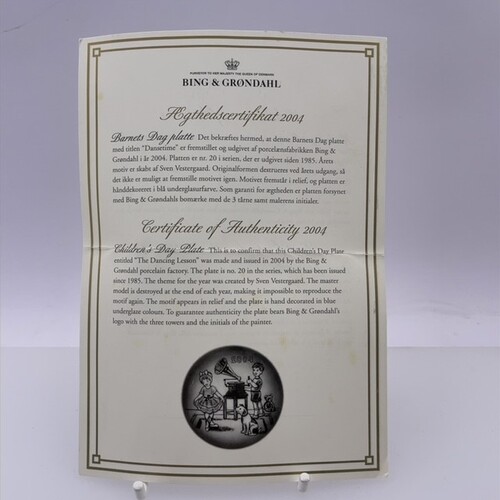 PURVEYOR TO HER MAJESTY THE QUEEN OF DENMARK
BING & GRØNDAHL
Ægthedscertifikat 2004
Barnets Dag platte Det bekræftes hermed, at denne Barnets Dag platte
med titlen "Dansetime" er fremstillet og udgivet af porcelænsfabrikken Bing &
Grøndahl i år 2004. Platten er nr. 20 i serien, der er udgivet siden 1985. Årets
motiv er skabt af Sven Vestergaard. Originalformen destrueres ved årets udgang, så
det ikke er muligt at fremstille motivet igen. Motivet fremstår i relief, og platten er
hånddekoreret i blå underglasurfarve. Som garanti for ægtheden er platten forsynet
med Bing & Grøndahls bomærke med de 3 tårne samt malerens initialer.
Certificate of Authenticity 2004
Children's Day Plate This is to confirm that this Children's Day Plate
entitled "The Dancing Lesson" was made and issued in 2004 by the Bing &
Grøndahl porcelain factory. The plate is no. 20 in the series, which has been issued
since 1985. The theme for the year was created by Sven Vestergaard. The master
model is destroyed at the end of each year, making it impossible to reproduce the
motif again. The motif appears in relief and the plate is hand decorated in blue
underglaze colours. To guarantee authenticity the plate bears Bing & Grøndahl's
logo with the three towers and the initials of the painter.
2004